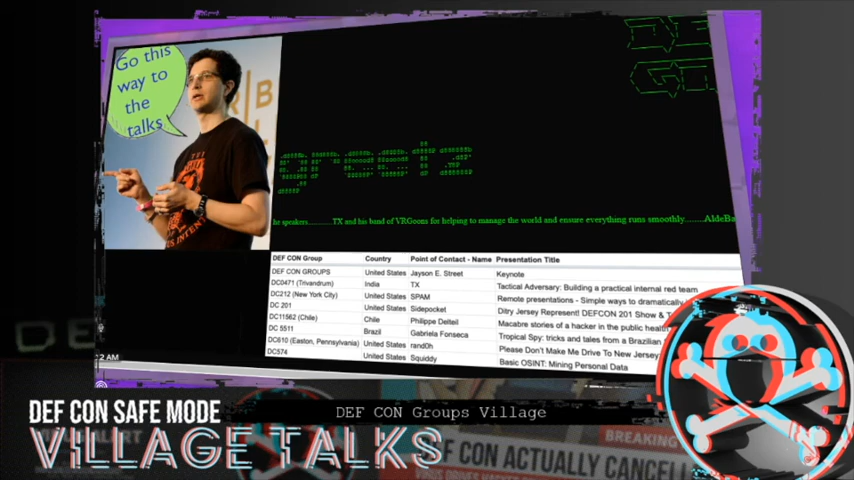 Go this
way to
the
talks
DE
greets
he speakers..........TX and his band of VRGoons for helping to manage the world and ensure everything runs smoothly........AldeBa
DEF CON Group Country Point of Contact - Name Presentation Title
DEF CON GROUPS United States Jayson E. Street Keynote
DC0471 (Trivandrum) India TX Tactical Adversary: Building a practical internal red team
DC212 (New York City) United States SPAM Remote presentations - Simple ways to dramatically
DC 201 United States Sidepocket Ditry Jersey Represent! DEFCON 201 Show & T
DC11562 (Chile) Chile Philippe Delteil Macabre stories of a hacker in the public health
DC 5511 Brazil Gabriela Fonseca Tropical Spy: tricks and tales from a Brazilian
DC610 (Easton, Pennsylvania) United States rand0h Please Don't Make Me Drive To New Jersey
DC574 United States Squiddy Basic OSINT: Mining Personal Data
2 AM
DEF CON SAFE MODE
DEF CON Groups Village
VILLAGE TALKS
BREAKING
DEF CON ACTUALLY CANCELL